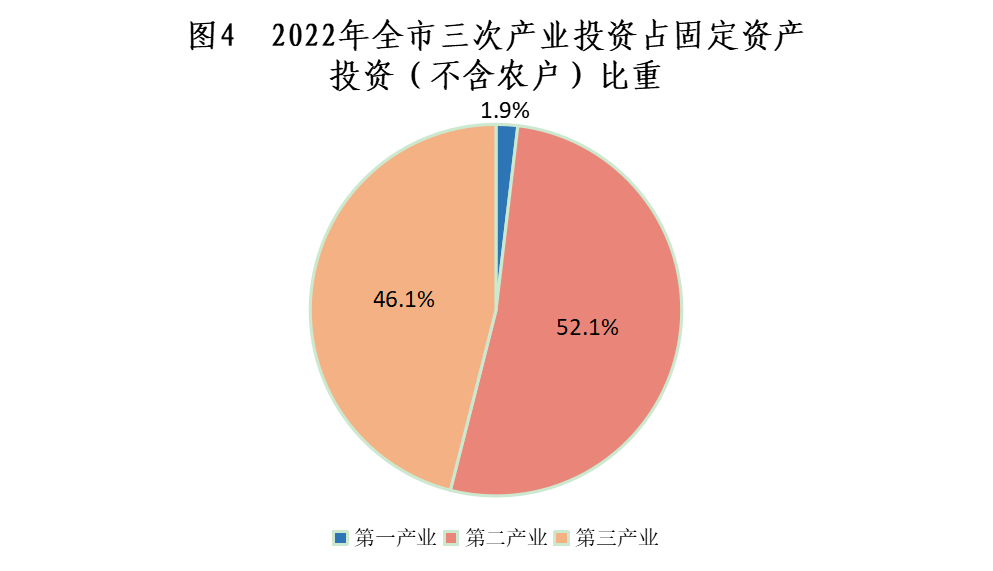 图4　2022年全市三次产业投资占固定资产
投资（不含农户）比重
1.9%
46.1%
52.1%
第一产业 第二产业 第三产业